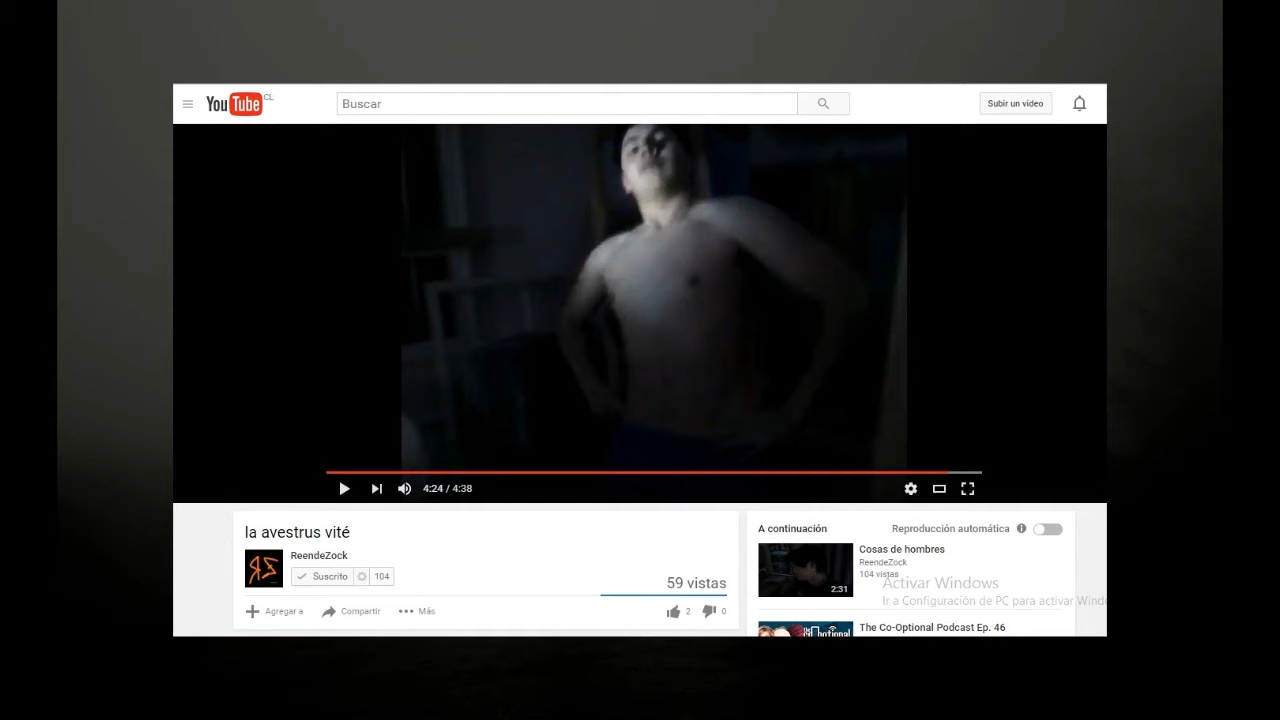 YouTube CL
Buscar
Subir un video
4:24 / 4:38
la avestrus vité
ReendeZock
Suscrito 104
59 vistas
Agregar a Compartir Más
2 0
A continuación
Reproducción automática
Cosas de hombres
ReendeZock
104 vistas
2:31
Activar Windows
Ir a Configuración de PC para activar Windo
The Co-Optional Podcast Ep. 46